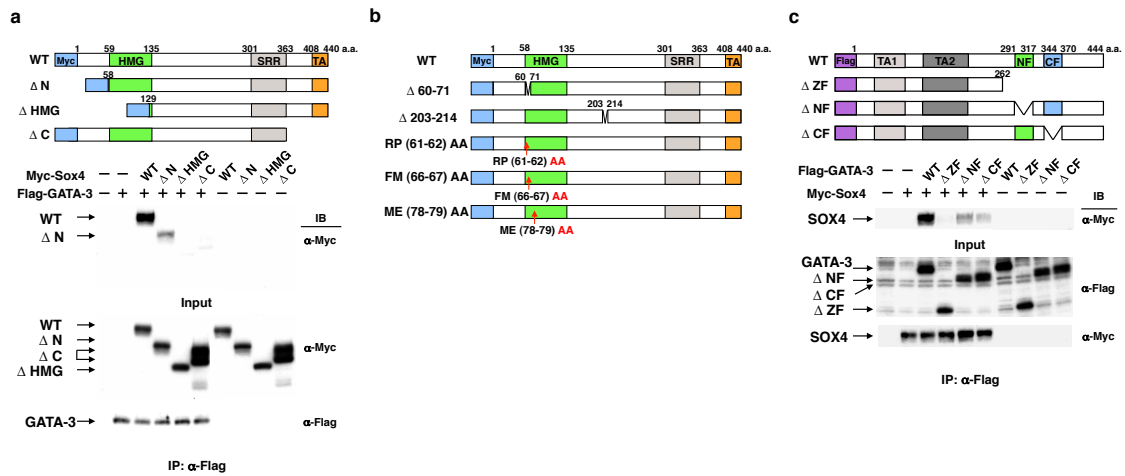 a
1 59 135 301 363 408 440 a.a.
WT Myc HMG SRR TA
Δ N 58
Δ HMG 129
Δ C
Myc-Sox4 – – WT Δ N Δ HMG Δ C WT Δ N Δ HMG Δ C
Flag-GATA-3 – + + + + + – – – –
WT
IB
Δ N
α-Myc
Input
WT
Δ N
Δ C
α-Myc
Δ HMG
GATA-3
α-Flag
IP: α-Flag
b
1 58 135 301 363 408 440 a.a.
WT Myc HMG SRR TA
60 71
Δ 60-71
203 214
Δ 203-214
RP (61-62) AA
RP (61-62) AA
FM (66-67) AA
FM (66-67) AA
ME (78-79) AA
ME (78-79) AA
c
1 291 317 344 370 444 a.a.
WT Flag TA1 TA2 NF CF
Δ ZF 262
Δ NF
Δ CF
Flag-GATA-3 – – WT Δ ZF Δ NF Δ CF WT Δ ZF Δ NF Δ CF
Myc-Sox4 – + + + + + – – – –
IB
SOX4
α-Myc
Input
GATA-3
Δ NF
α-Flag
Δ CF
Δ ZF
SOX4
α-Myc
IP: α-Flag